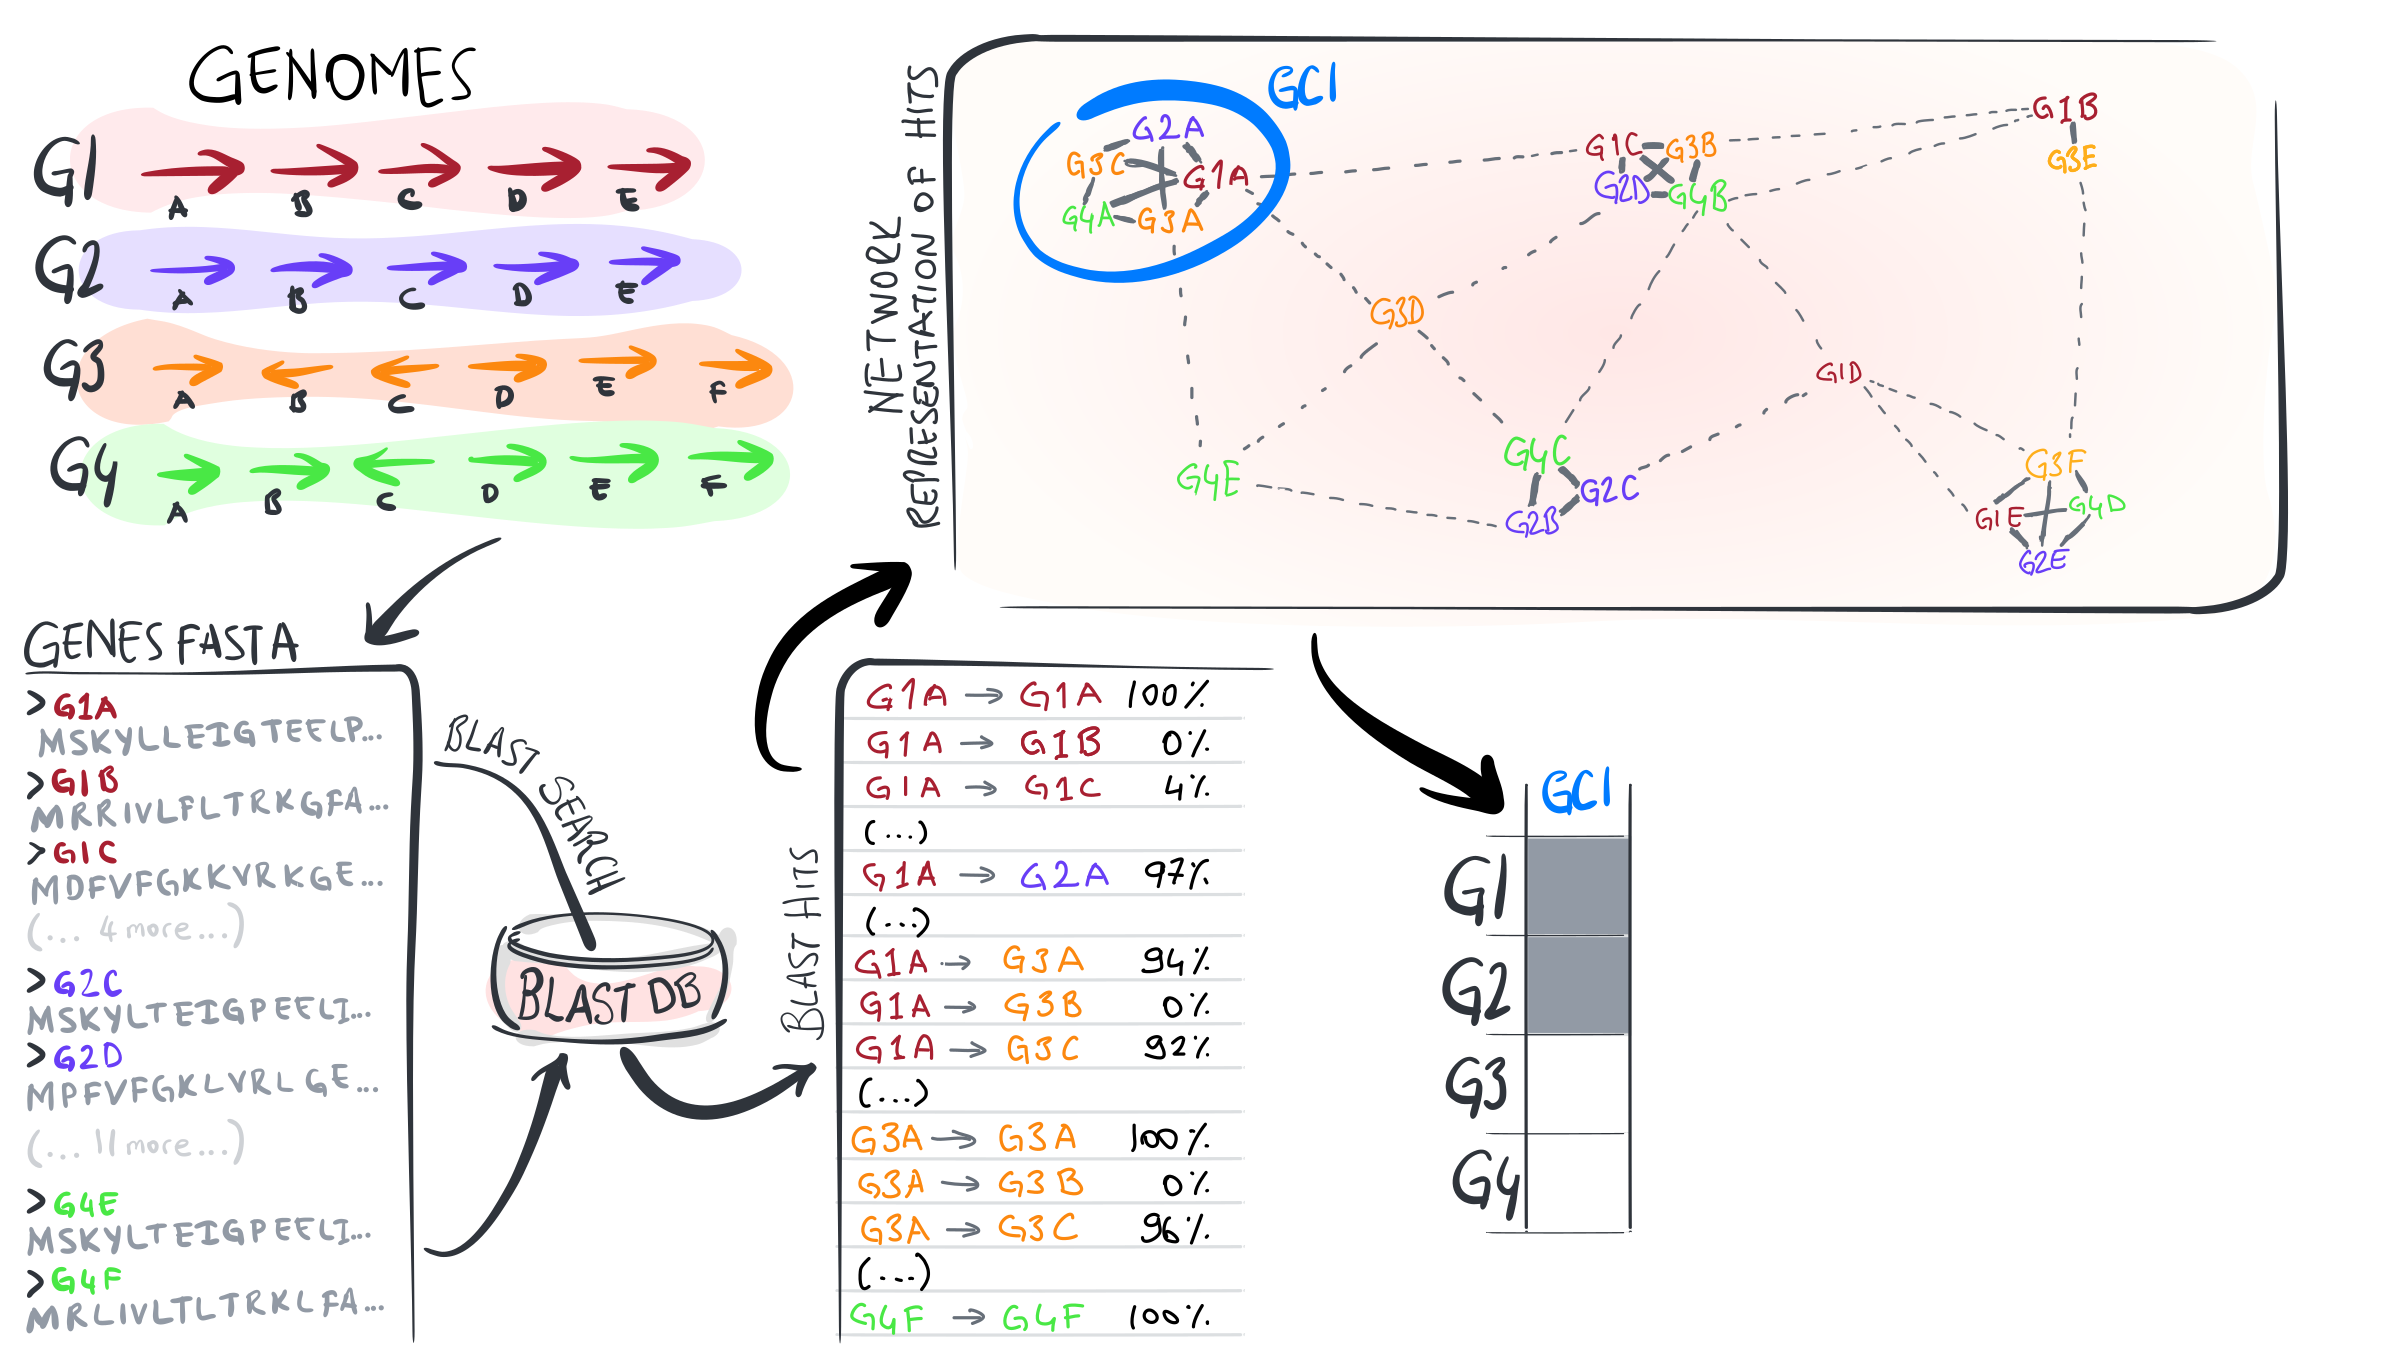 GENOMES
G1
A B C D E
G2
A B C D E
G3
A B C D E F
G4
A B C D E F
GENES FASTA
>G1A
MSKYLLEIGTEELP...
>G1B
MRRIVLFLTRKGFA...
>G1C
MDFVFGKKVRKGE...
(... 4 more...)
>G2C
MSKYLTEIGPEELI...
>G2D
MPFVFGKLVRLGE...
(... 11 more...)
>G4E
MSKYLTEIGPEELI...
>G4F
MRLIVLTLTRKLFA...
BLAST SEARCH
BLAST DB
BLAST HITS
G1A → G1A 100%
G1A → G1B 0%
G1A → G1C 4%
(...)
G1A → G2A 97%
(...)
G1A → G3A 94%
G1A → G3B 0%
G1A → G3C 92%
(...)
G3A → G3A 100%
G3A → G3B 0%
G3A → G3C 96%
(...)
G4F → G4F 100%
NETWORK
REPRESENTATION OF HITS
GC1
G2A
G3C
G1A
G4A
G3A
G1C
G3B
G2D
G4B
G1B
G3E
G3D
G1D
G4E
G4C
G2C
G2B
G3F
G1E
G4D
G2E
GC1
G1
G2
G3
G4